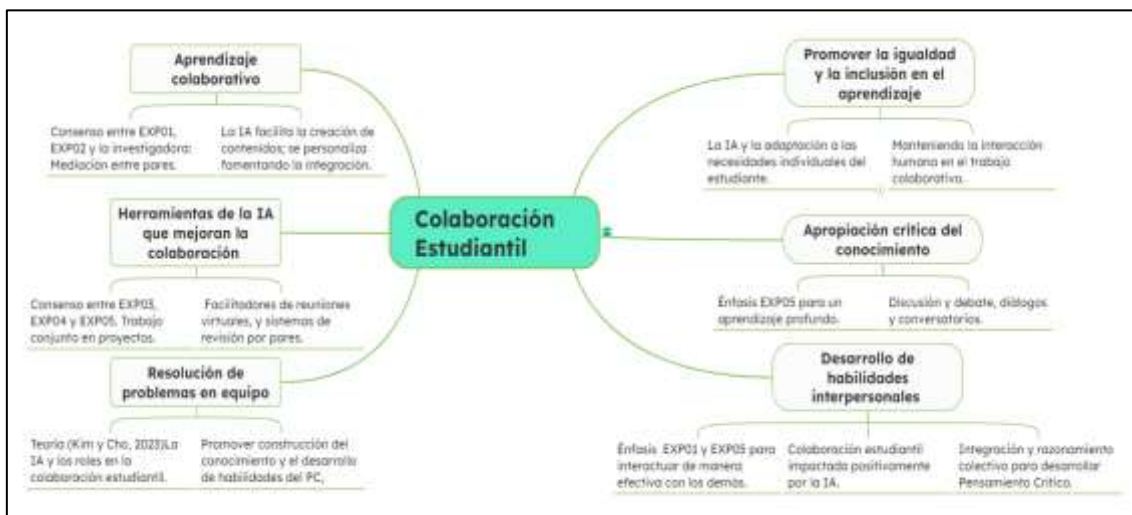 Aprendizaje
colaborativo
Consenso entre EXP01,
EXP02 y la investigadora:
Mediación entre pares.
La IA facilita la creación de
contenidos; se personaliza
fomentando la integración.
Herramientas de la IA
que mejoran la
colaboración
Consenso entre EXP03,
EXP04 y EXP05. Trabajo
conjunto en proyectos.
Facilitadores de reuniones
virtuales, y sistemas de
revisión por pares.
Resolución de
problemas en equipo
Teoría (Kim y Cho, 2023)La
IA y los roles en la
colaboración estudiantil.
Promover construcción del
conocimiento y el desarrollo
de habilidades del PC,
Colaboración
Estudiantil
Promover la igualdad
y la inclusión en el
aprendizaje
La IA y la adaptación a las
necesidades individuales del
estudiante.
Manteniendo la interacción
humana en el trabajo
colaborativo.
Apropiación crítica del
conocimiento
Énfasis EXP05 para un
aprendizaje profundo.
Discusión y debate, diálogos
y conversatorios.
Desarrollo de
habilidades
interpersonales
Énfasis EXP01 y EXP05 para
interactuar de manera
efectiva con los demás.
Colaboración estudiantil
impactada positivamente
por la IA.
Integración y razonamiento
colectivo para desarrollar
Pensamiento Crítico.